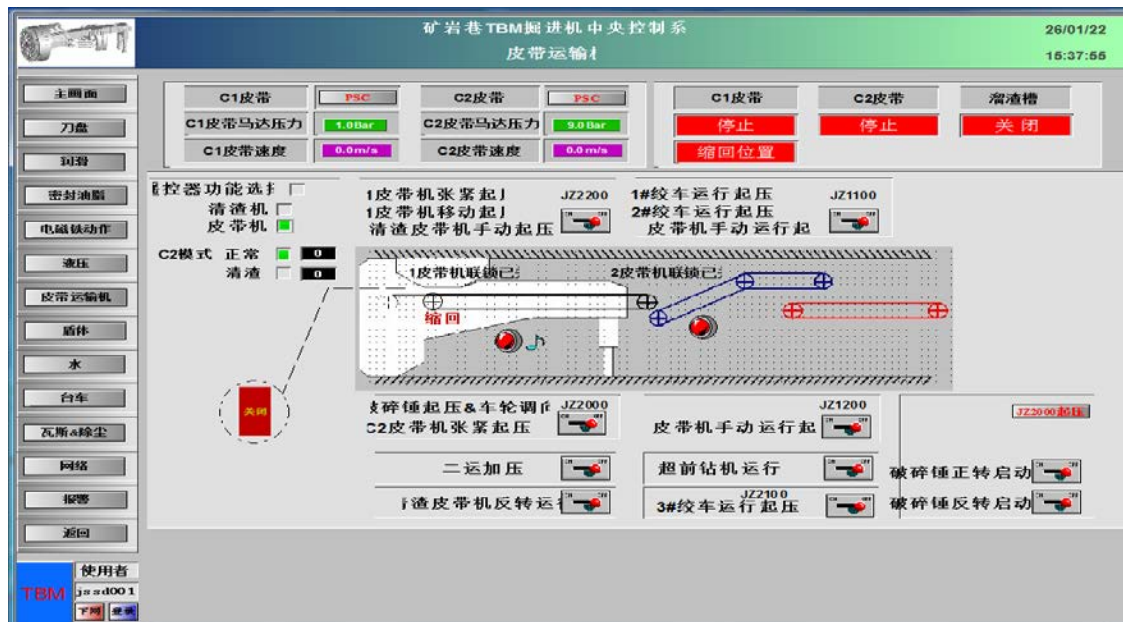 矿岩巷TBM掘进机中央控制系
皮带运输机
26/01/22
15:37:55
主画面
刀盘
润滑
密封油脂
电磁铁动作
液压
皮带运输机
盾体
水
台车
瓦斯&除尘
网络
报警
返回
使用者
TBM
jssd001
下网 登录
C1皮带 PSC C2皮带 PSC
C1皮带马达压力 1.0Bar C2皮带马达压力 9.0Bar
C1皮带速度 0.0m/s C2皮带速度 0.0m/s
C1皮带 C2皮带 溜渣槽
停止 停止 关闭
缩回位置
控器功能选择
清渣机
皮带机
C2模式 正常 0
清渣 0
1皮带机张紧起 JZ2200
1皮带机移动起
清渣皮带机手动起压
1#绞车运行起压 JZ1100
2#绞车运行起压
皮带机手动运行起
1皮带机联锁已
2皮带机联锁已
缩回
关闭
破碎锤起压&车轮调 JZ2000
C2皮带机张紧起压
JZ1200
皮带机手动运行起
JZ2000起压
二运加压
超前钻机运行
破碎锤正转启动
渣皮带机反转运
JZ2100
3#绞车运行起压
破碎锤反转启动